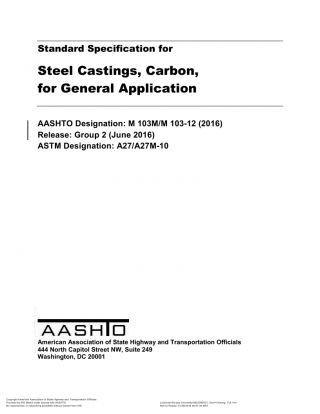 Standard Specification for
Steel Castings, Carbon,
for General Application
AASHTO Designation: M 103M/M 103-12 (2016)
Release: Group 2 (June 2016)
ASTM Designation: A27/A27M-10
AASHTO
American Association of State Highway and Transportation Officials
444 North Capitol Street NW, Suite 249
Washington, DC 20001